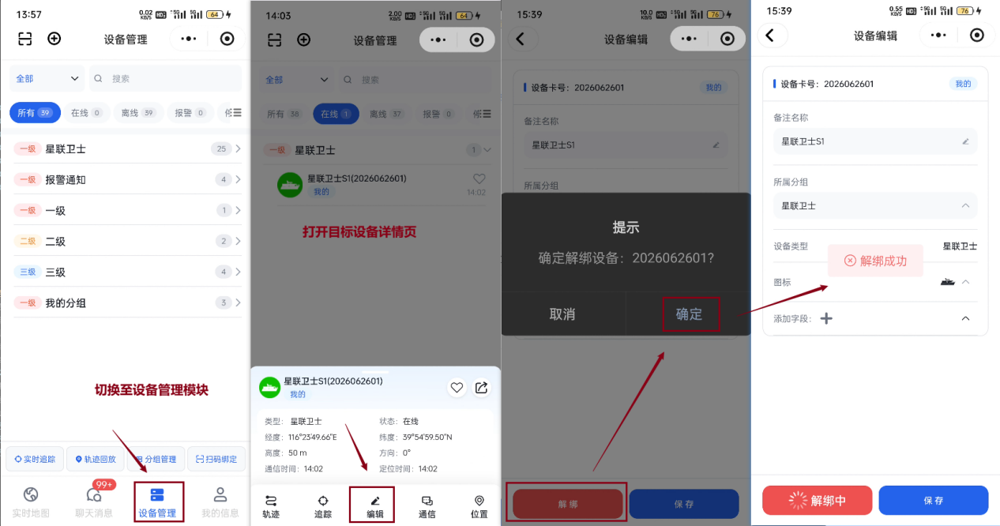 13:57
0.02 KB/S HD 5G 5G 64
设备管理
全部
搜索
所有 39
在线 0
离线 39
报警 0
一级 星联卫士 25
一级 报警通知 4
一级 一级 1
二级 二级 2
三级 三级 4
一级 我的分组 3
切换至设备管理模块
实时追踪
轨迹回放
分组管理
扫码绑定
99+
实时地图
聊天消息
设备管理
我的信息
14:03
2.00 KB/S HD 5G 5G 64
设备管理
全部
搜索
所有 38
在线 1
离线 37
报警 0
一级 星联卫士 1
星联卫士S1(2026062601)
我的
14:02
打开目标设备详情页
星联卫士S1(2026062601)
我的
类型： 星联卫士
状态： 在线
经度： 116°23'49.66"E
纬度： 39°54'59.50"N
高度： 50 m
方向： 0°
通信时间： 14:02
定位时间： 14:02
轨迹
追踪
编辑
通信
位置
15:39
10.0 KB/S HD 5G 5G 76
设备编辑
设备卡号： 2026062601
我的
备注名称
星联卫士S1
所属分组
提示
确定解绑设备：2026062601?
取消
确定
解 绑
保 存
15:39
0.55 KB/S HD 5G 5G 76
设备编辑
设备卡号： 2026062601
我的
备注名称
星联卫士S1
所属分组
星联卫士
设备类型
星联卫士
解绑成功
图标
添加字段：
解绑中
保 存